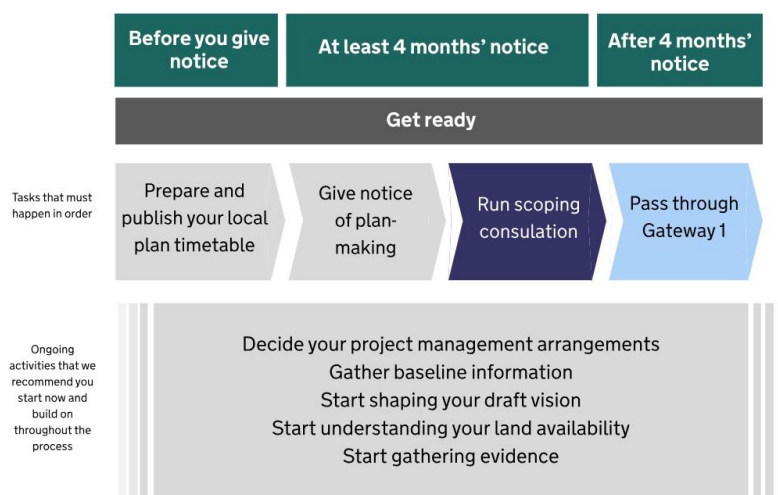 Before you give
notice
At least 4 months’ notice
After 4 months’
notice
Get ready
Tasks that must
happen in order
Prepare and
publish your local
plan timetable
Give notice
of plan-
making
Run scoping
consulation
Pass through
Gateway 1
Ongoing
activities that we
recommend you
start now and
build on
throughout the
process
Decide your project management arrangements
Gather baseline information
Start shaping your draft vision
Start understanding your land availability
Start gathering evidence